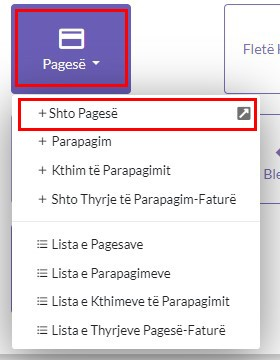 Pagesë
Fletë
+ Shto Pagesë
+ Parapagim
+ Kthim të Parapagimit
+ Shto Thyrje të Parapagim-Faturë
Lista e Pagesave
Lista e Parapagimeve
Lista e Kthimeve të Parapagimit
Lista e Thyrjeve Pagesë-Faturë